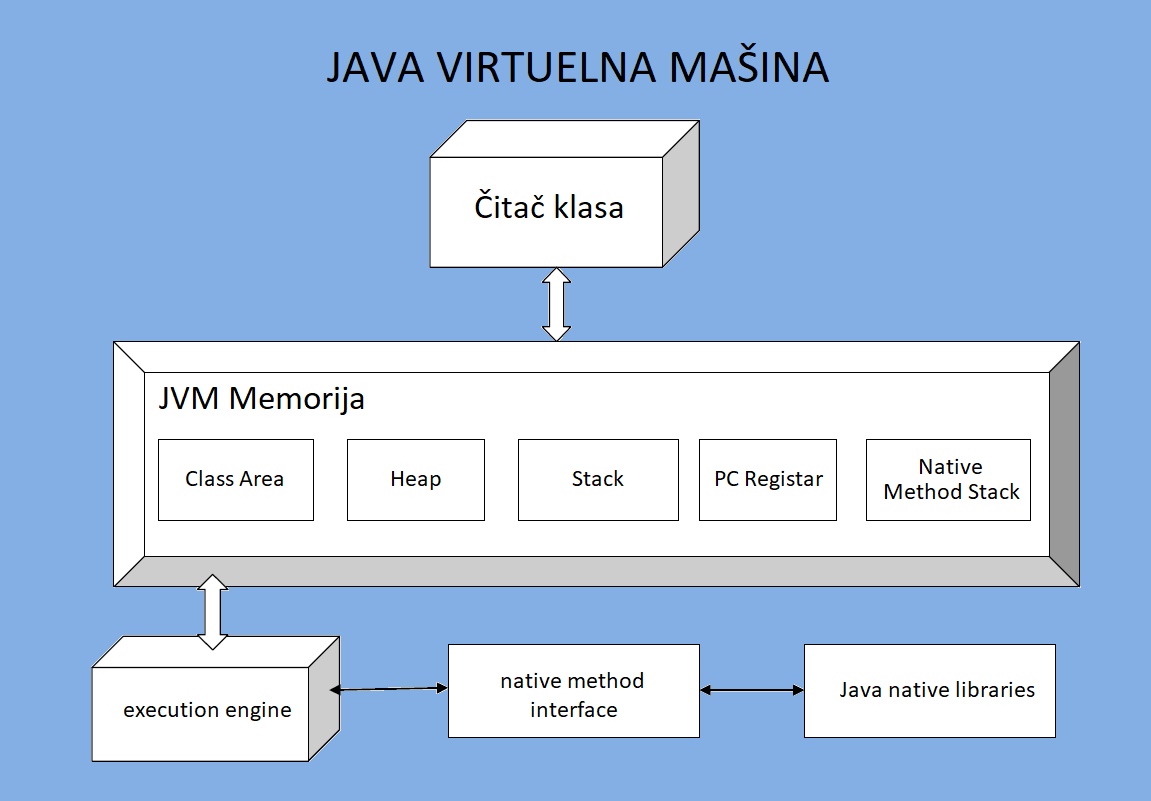 JAVA VIRTUELNA MAŠINA
Čitač klasa
JVM Memorija
Class Area
Heap
Stack
PC Registar
Native
Method Stack
execution engine
native method
interface
Java native libraries